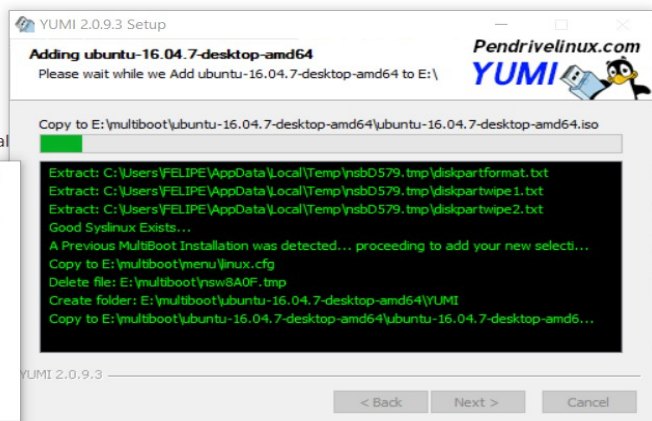 YUMI 2.0.9.3 Setup
Adding ubuntu-16.04.7-desktop-amd64
Please wait while we Add ubuntu-16.04.7-desktop-amd64 to E:\
Pendrivelinux.com
YUMI
Copy to E:\multiboot\ubuntu-16.04.7-desktop-amd64\ubuntu-16.04.7-desktop-amd64.iso
al
Extract: C:\Users\FELIPE\AppData\Local\Temp\nsbD579.tmp\diskpartformat.txt
Extract: C:\Users\FELIPE\AppData\Local\Temp\nsbD579.tmp\diskpartwipe1.txt
Extract: C:\Users\FELIPE\AppData\Local\Temp\nsbD579.tmp\diskpartwipe2.txt
Good Syslinux Exists...
A Previous MultiBoot Installation was detected... proceeding to add your new selecti...
Copy to E:\multiboot\menu\linux.cfg
Delete file: E:\multiboot\nsw8A0F.tmp
Create folder: E:\multiboot\ubuntu-16.04.7-desktop-amd64\YUMI
Copy to E:\multiboot\ubuntu-16.04.7-desktop-amd64\ubuntu-16.04.7-desktop-amd6...
YUMI 2.0.9.3
< Back
Next >
Cancel